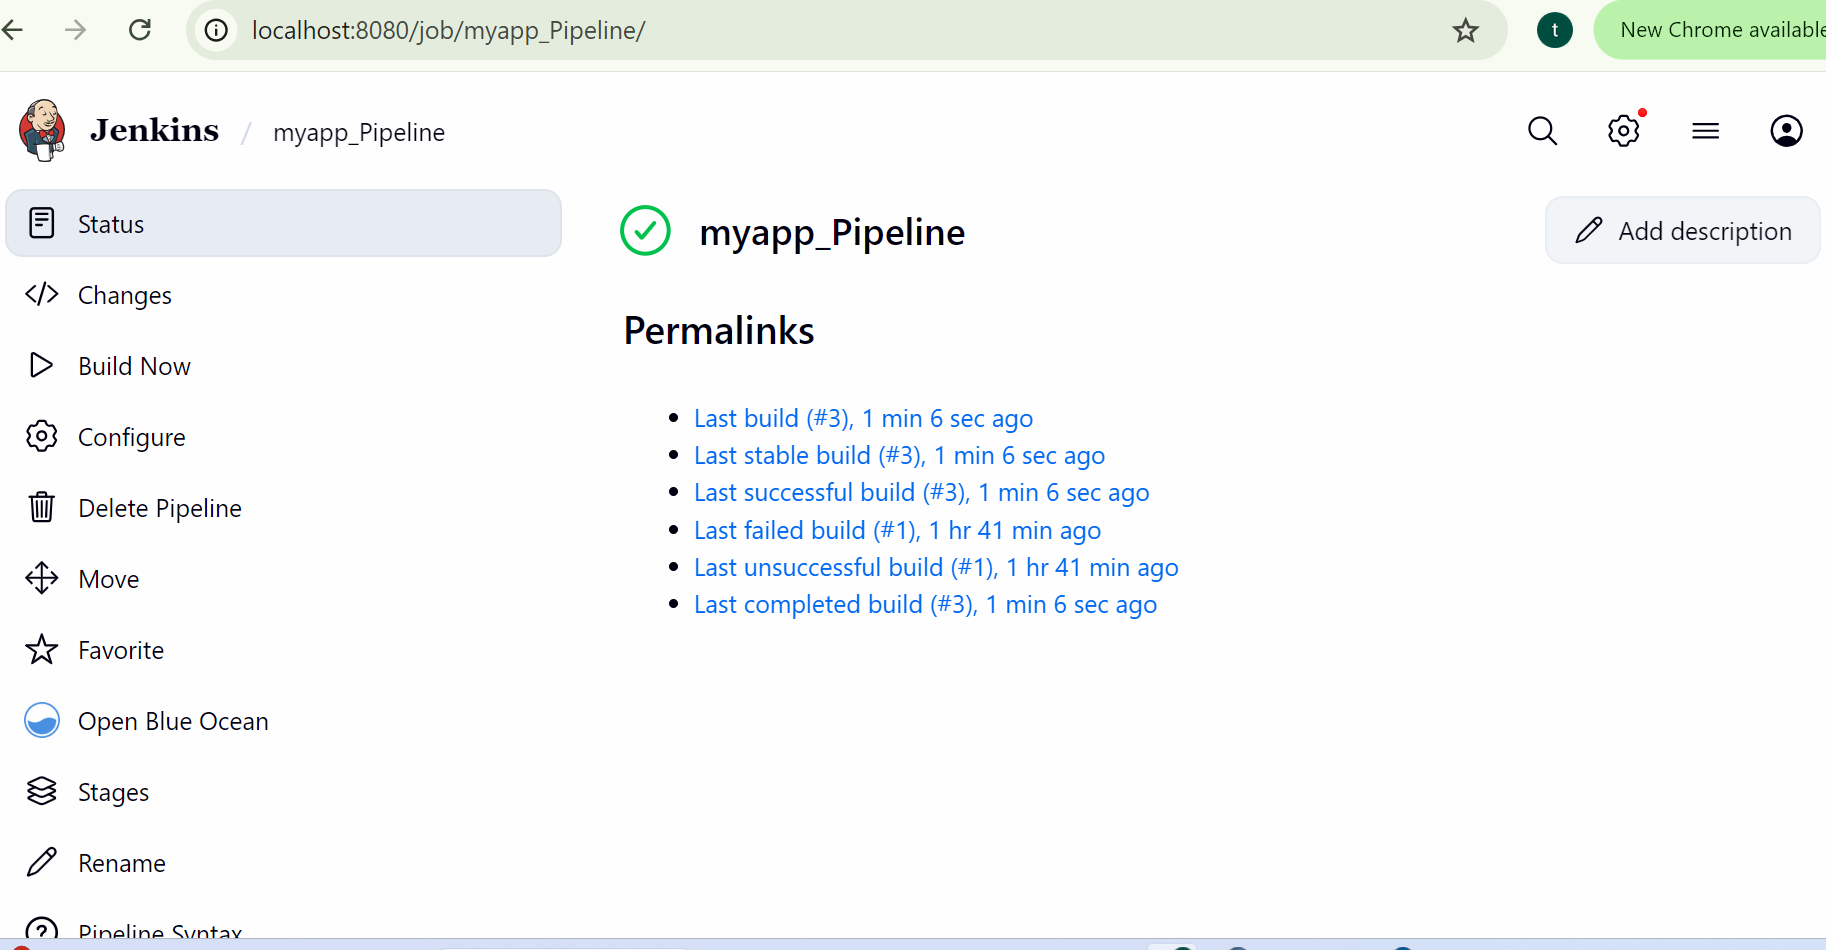 localhost:8080/job/myapp_Pipeline/
t
New Chrome available
Jenkins / myapp_Pipeline
Status
Changes
Build Now
Configure
Delete Pipeline
Move
Favorite
Open Blue Ocean
Stages
Rename
Pipeline Syntax
myapp_Pipeline
Add description
Permalinks
Last build (#3), 1 min 6 sec ago
Last stable build (#3), 1 min 6 sec ago
Last successful build (#3), 1 min 6 sec ago
Last failed build (#1), 1 hr 41 min ago
Last unsuccessful build (#1), 1 hr 41 min ago
Last completed build (#3), 1 min 6 sec ago